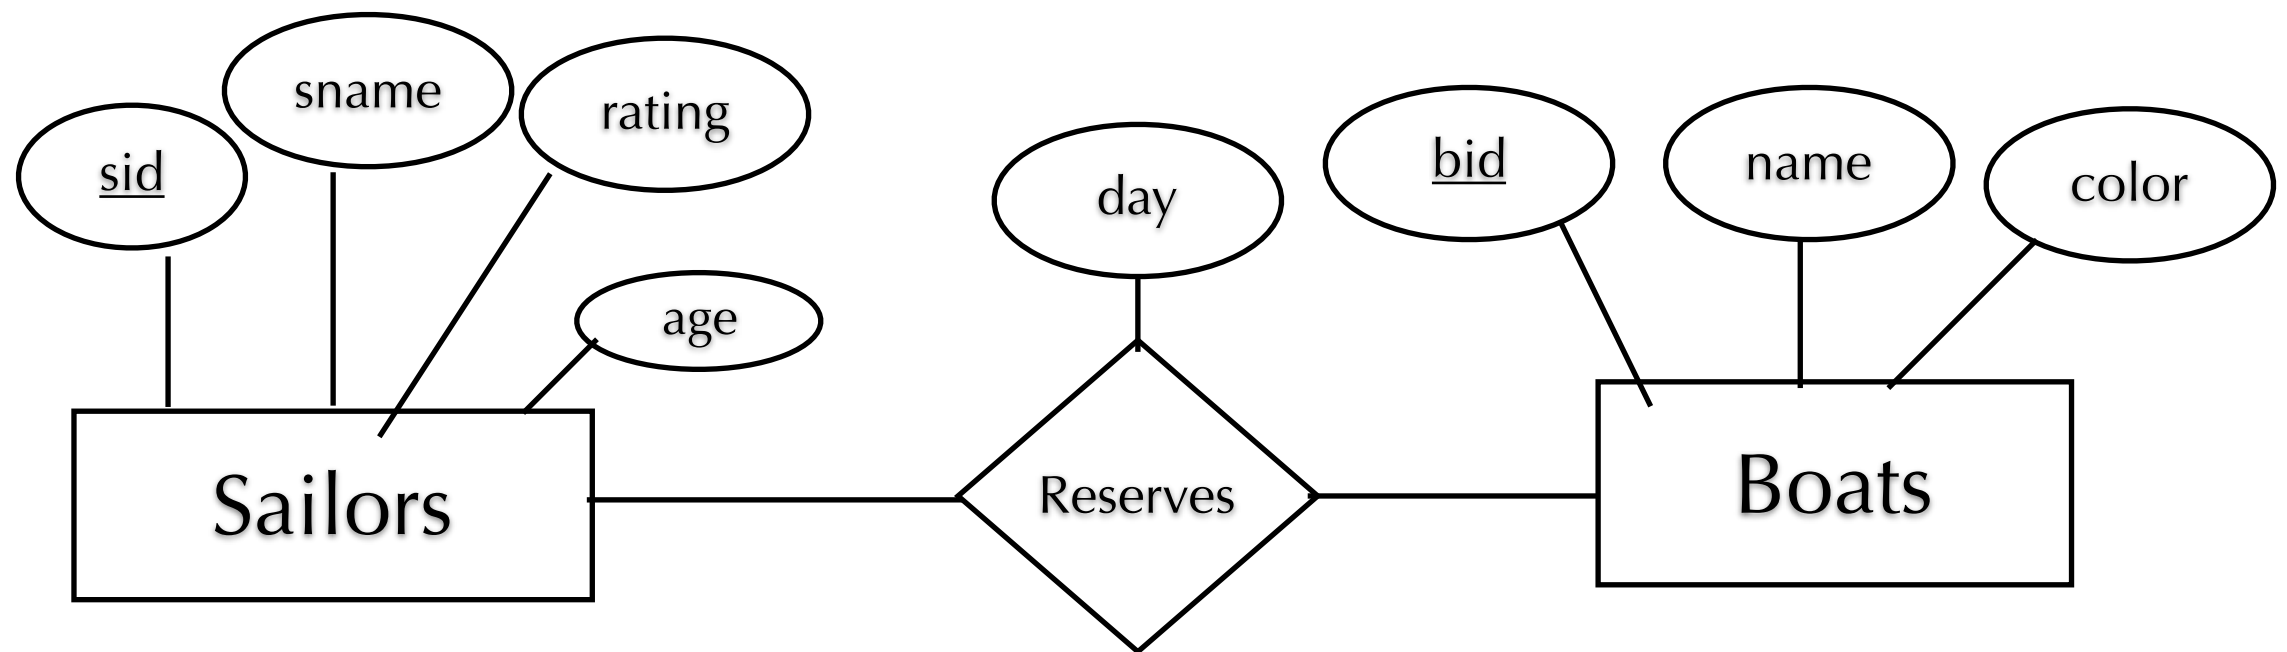 sname
rating
sid
bid
name
color
day
age
Sailors
Reserves
Boats